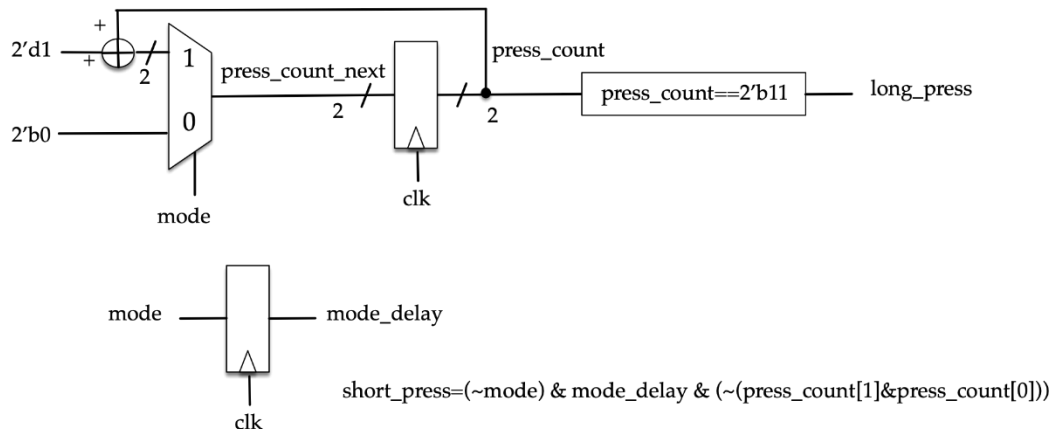 +
2'd1
+
2
1
press_count_next
press_count
2
2
press_count==2'b11
long_press
2'b0
0
mode
clk
mode
mode_delay
clk
short_press=(~mode) & mode_delay & (~(press_count[1]&press_count[0]))